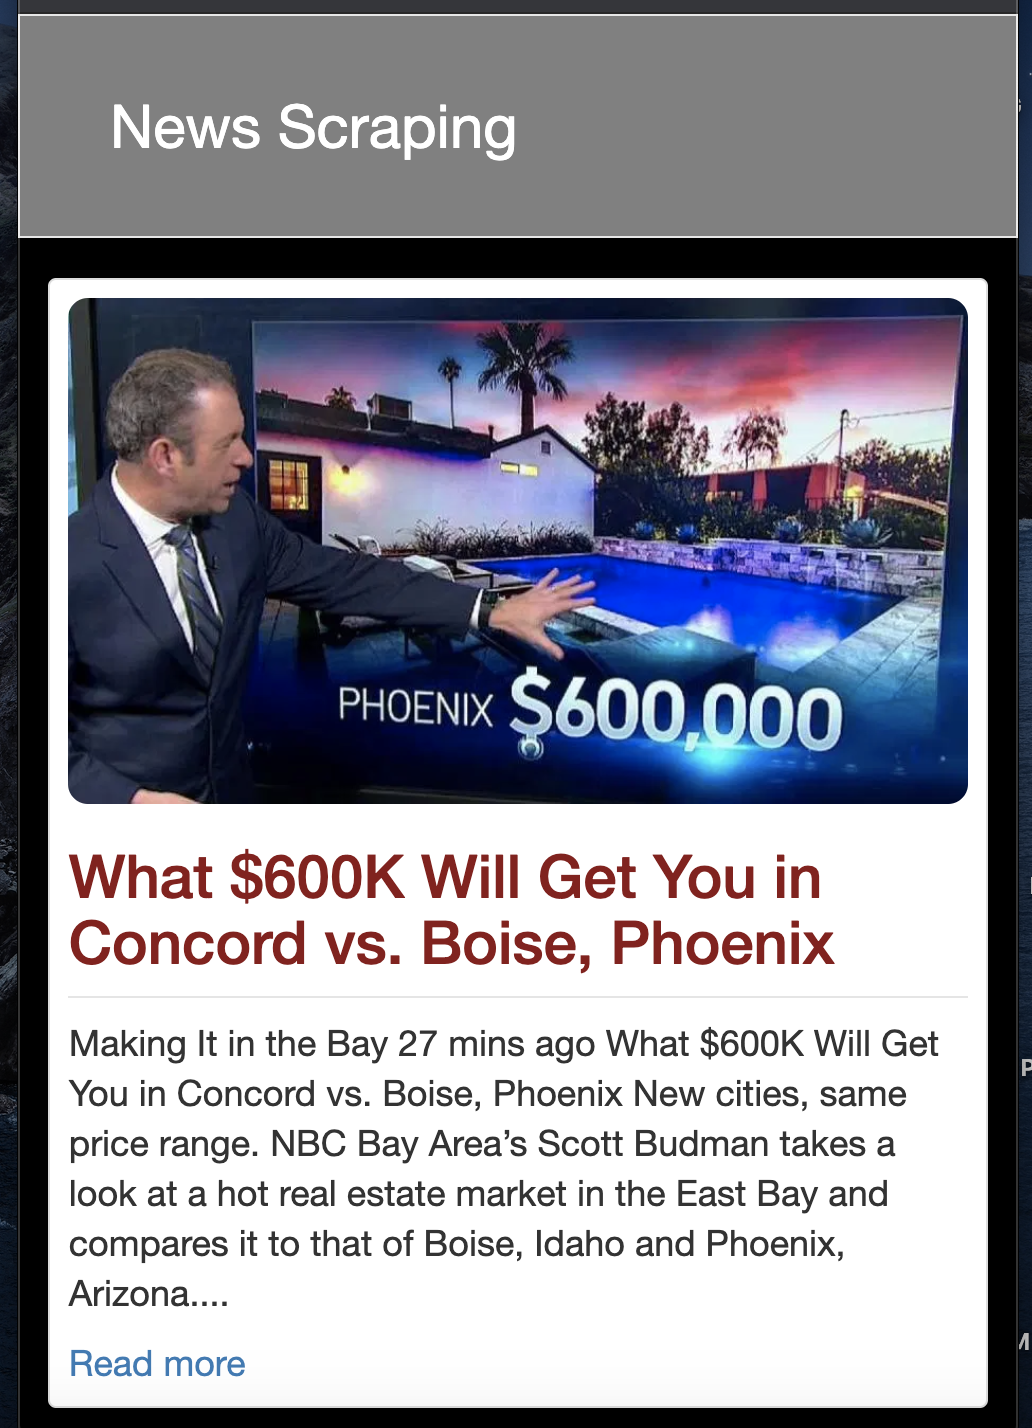 News Scraping
PHOENIX $600,000
What $600K Will Get You in
Concord vs. Boise, Phoenix
Making It in the Bay 27 mins ago What $600K Will Get
You in Concord vs. Boise, Phoenix New cities, same
price range. NBC Bay Area’s Scott Budman takes a
look at a hot real estate market in the East Bay and
compares it to that of Boise, Idaho and Phoenix,
Arizona....
Read more